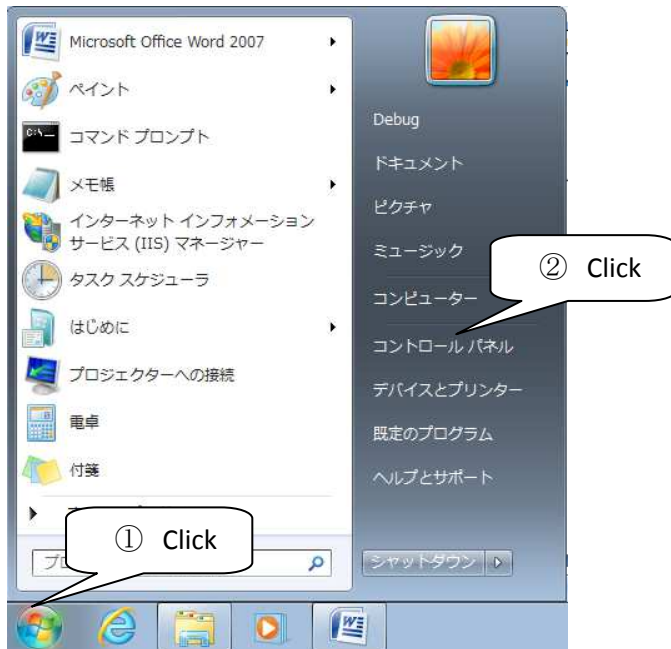 Microsoft Office Word 2007
ペイント
コマンド プロンプト
メモ帳
インターネット インフォメーション
サービス (IIS) マネージャー
タスク スケジューラ
はじめに
プロジェクターへの接続
電卓
付箋
① Click
Debug
ドキュメント
ピクチャ
ミュージック
② Click
コンピューター
コントロール パネル
デバイスとプリンター
既定のプログラム
ヘルプとサポート
シャットダウン